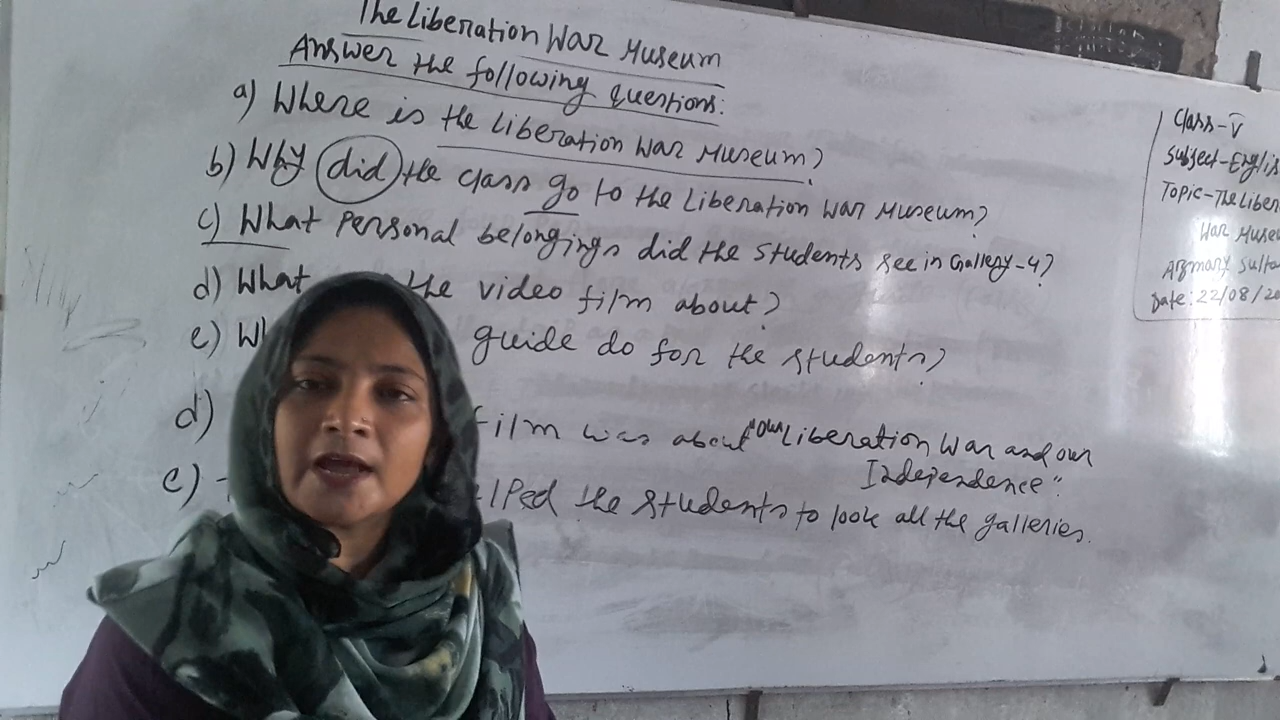 The Liberation War Museum
Answer the following questions:
a) Where is the Liberation War Museum?
b) Why did the class go to the Liberation War Museum?
c) What personal belongings did the students see in Gallery-4?
d) What the video film about?
e) guide do for the students?
d) film was about "our Liberation War and our
Independence".
e) the students to look all the galleries.
Class-V
Subject-Englis
Topic-The Liber
War Museu
Azmary Sulta
Date: 22/08/20